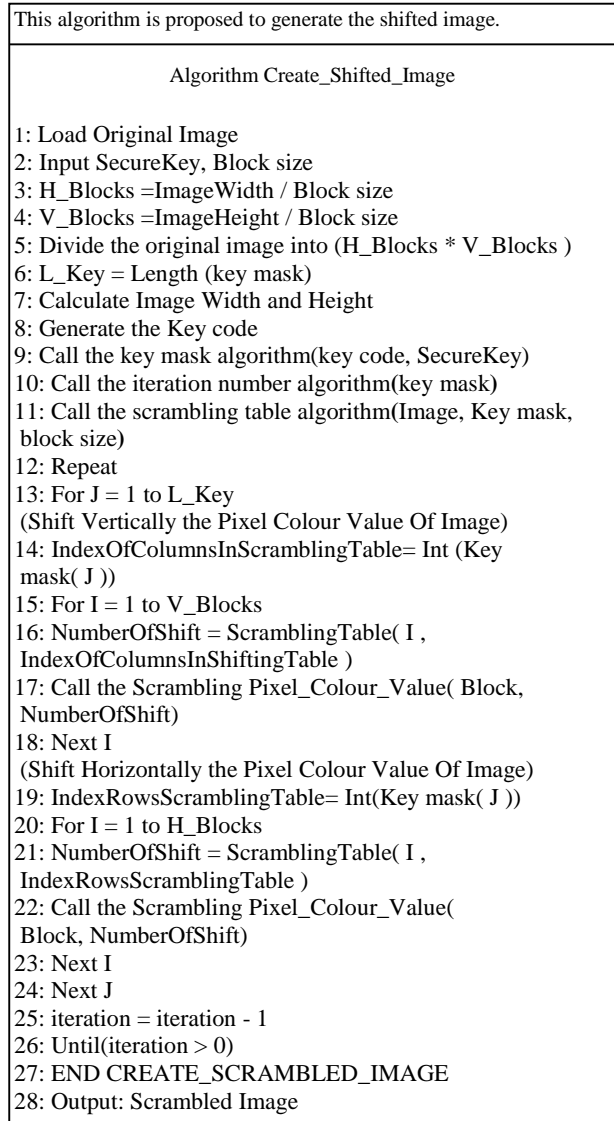 This algorithm is proposed to generate the shifted image.
Algorithm Create_Shifted_Image
1: Load Original Image
2: Input SecureKey, Block size
3: H_Blocks =ImageWidth / Block size
4: V_Blocks =ImageHeight / Block size
5: Divide the original image into (H_Blocks * V_Blocks )
6: L_Key = Length (key mask)
7: Calculate Image Width and Height
8: Generate the Key code
9: Call the key mask algorithm(key code, SecureKey)
10: Call the iteration number algorithm(key mask)
11: Call the scrambling table algorithm(Image, Key mask,
block size)
12: Repeat
13: For J = 1 to L_Key
(Shift Vertically the Pixel Colour Value Of Image)
14: IndexOfColumnsInScramblingTable= Int (Key
mask( J ))
15: For I = 1 to V_Blocks
16: NumberOfShift = ScramblingTable( I ,
IndexOfColumnsInShiftingTable )
17: Call the Scrambling Pixel_Colour_Value( Block,
NumberOfShift)
18: Next I
(Shift Horizontally the Pixel Colour Value Of Image)
19: IndexRowsScramblingTable= Int(Key mask( J ))
20: For I = 1 to H_Blocks
21: NumberOfShift = ScramblingTable( I ,
IndexRowsScramblingTable )
22: Call the Scrambling Pixel_Colour_Value(
Block, NumberOfShift)
23: Next I
24: Next J
25: iteration = iteration - 1
26: Until(iteration > 0)
27: END CREATE_SCRAMBLED_IMAGE
28: Output: Scrambled Image